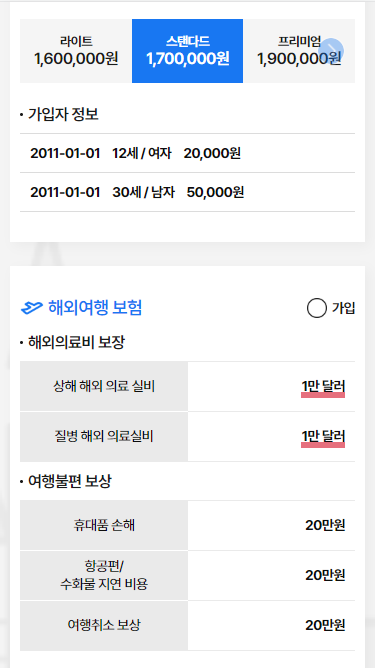 라이트
1,600,000원
스탠다드
1,700,000원
프리미엄
1,900,000원
· 가입자 정보
2011-01-01 12세 / 여자 20,000원
2011-01-01 30세 / 남자 50,000원
해외여행 보험
가입
· 해외의료비 보장
상해 해외 의료 실비 1만 달러
질병 해외 의료실비 1만 달러
· 여행불편 보상
휴대품 손해 20만원
항공편/
수화물 지연 비용 20만원
여행취소 보상 20만원